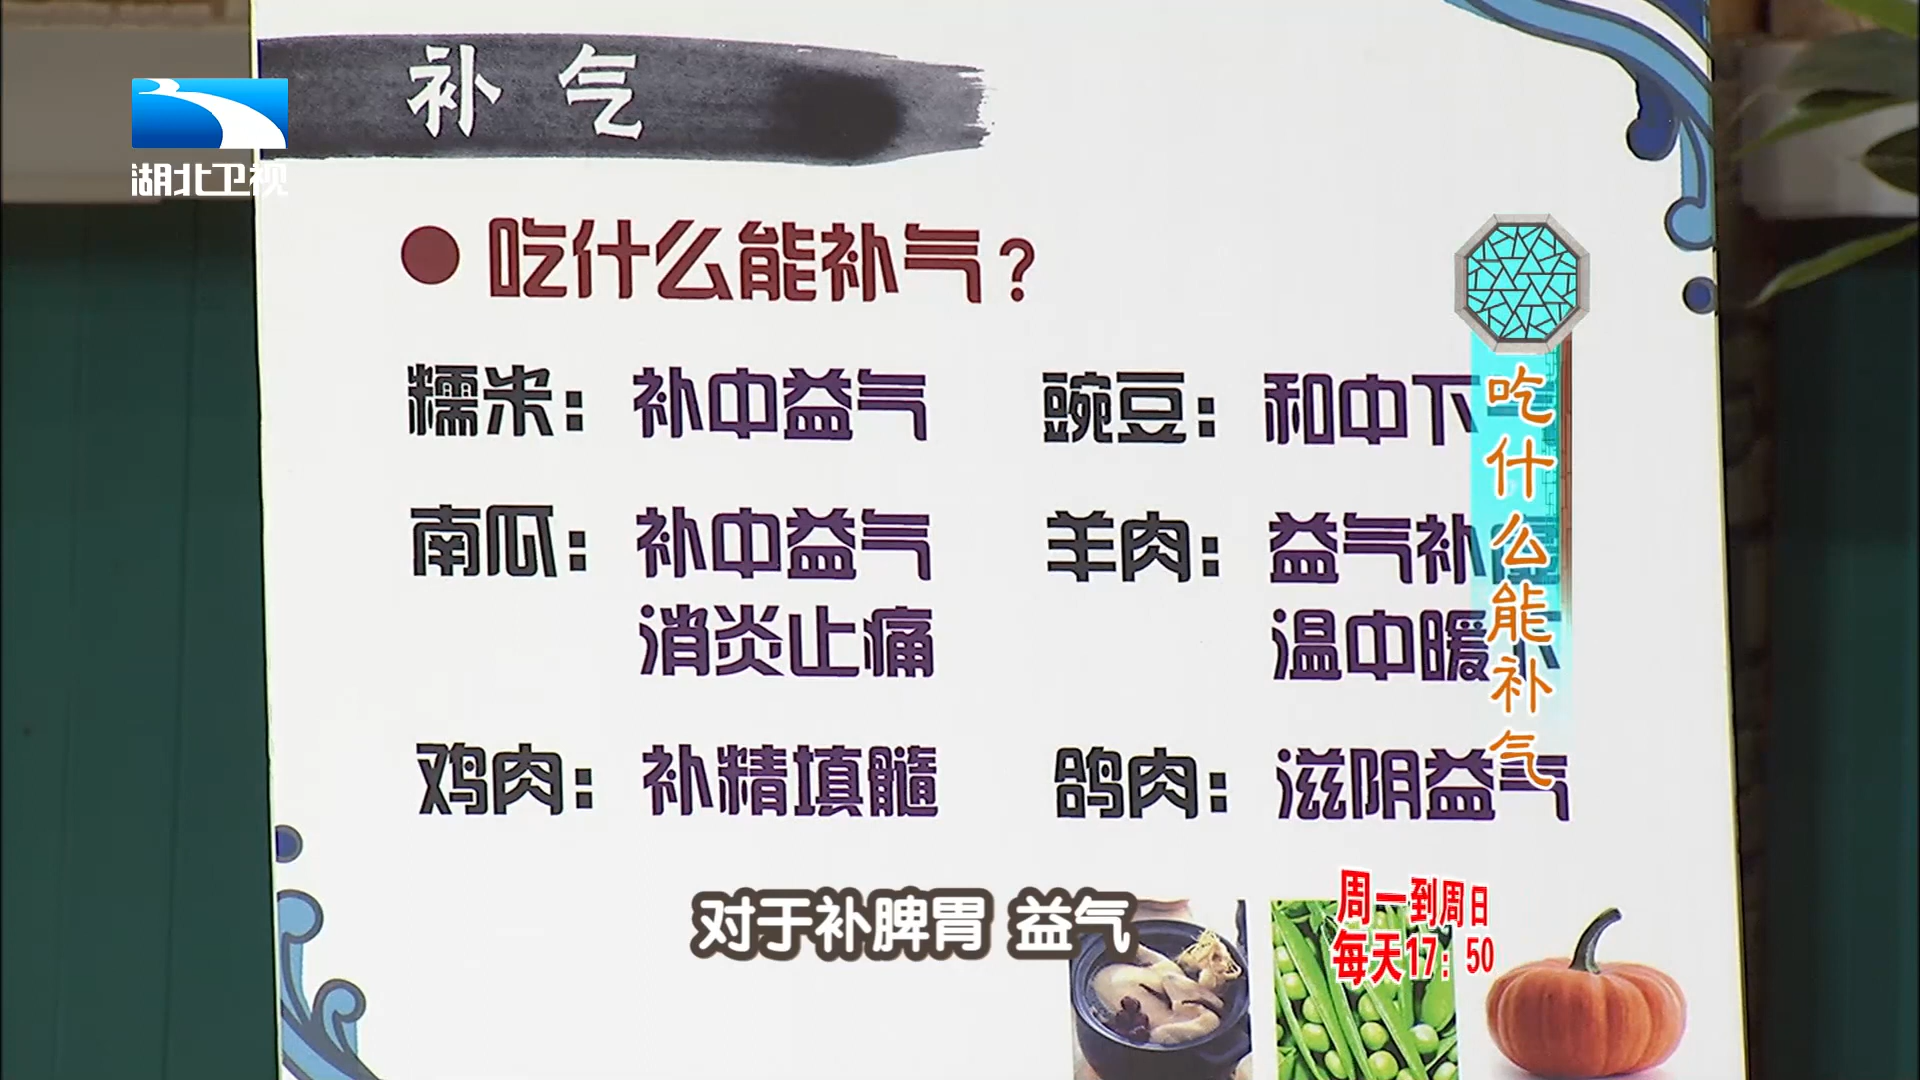 补气
湖北卫视
吃什么能补气?
糯米:补中益气
豌豆:和中下
南瓜:补中益气
消炎止痛
羊肉:益气补
温中暖下
鸡肉:补精填髓
鸽肉:滋阴益气
吃什么能补气
对于补脾胃 益气
周一到周日
每天17:50